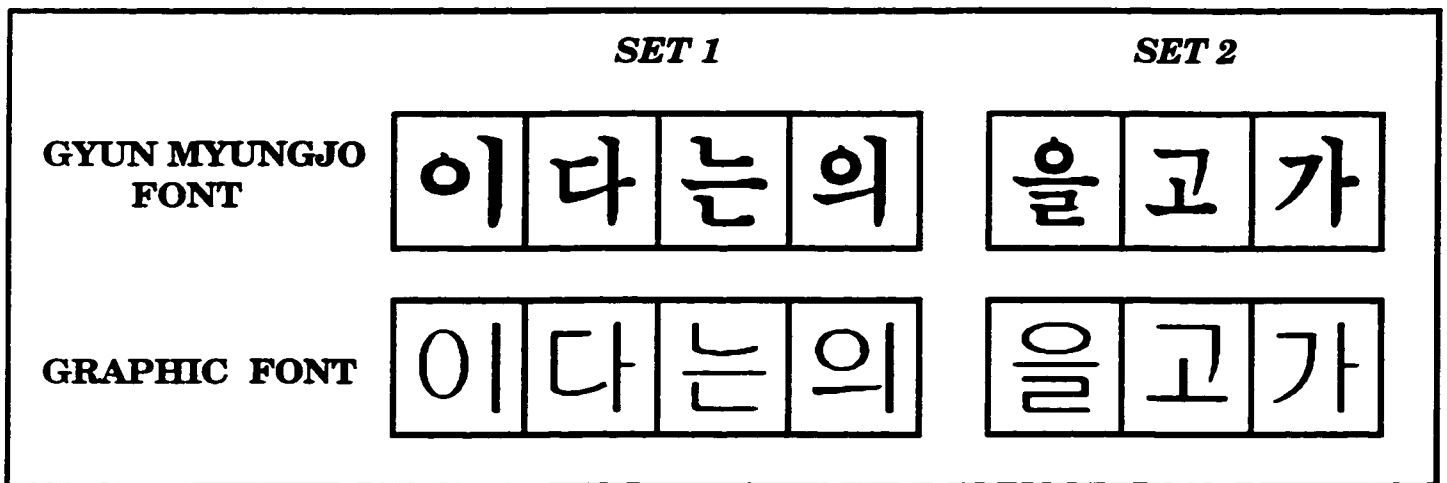 SET 1 SET 2
GYUN MYUNGJO
FONT
이 다 는 의 을 고 가
GRAPHIC FONT 이 다 는 의 을 고 가